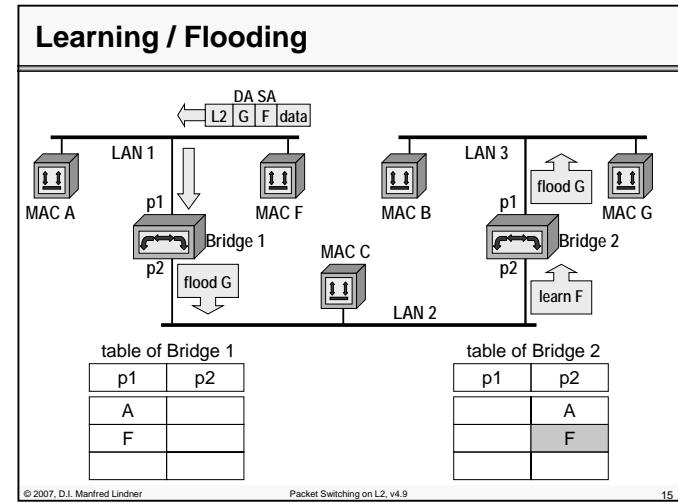 Learning / Flooding
DA SA
L2 G F data
LAN 1
LAN 3
flood G
p1
p1
MAC A
MAC F
MAC B
MAC G
Bridge 1
Bridge 2
MAC C
p2
p2
flood G
learn F
LAN 2
table of Bridge 1
table of Bridge 2
p1 p2
p1 p2
A
A
F
F
© 2007, D.I. Manfred Lindner
Packet Switching on L2, v4.9
15